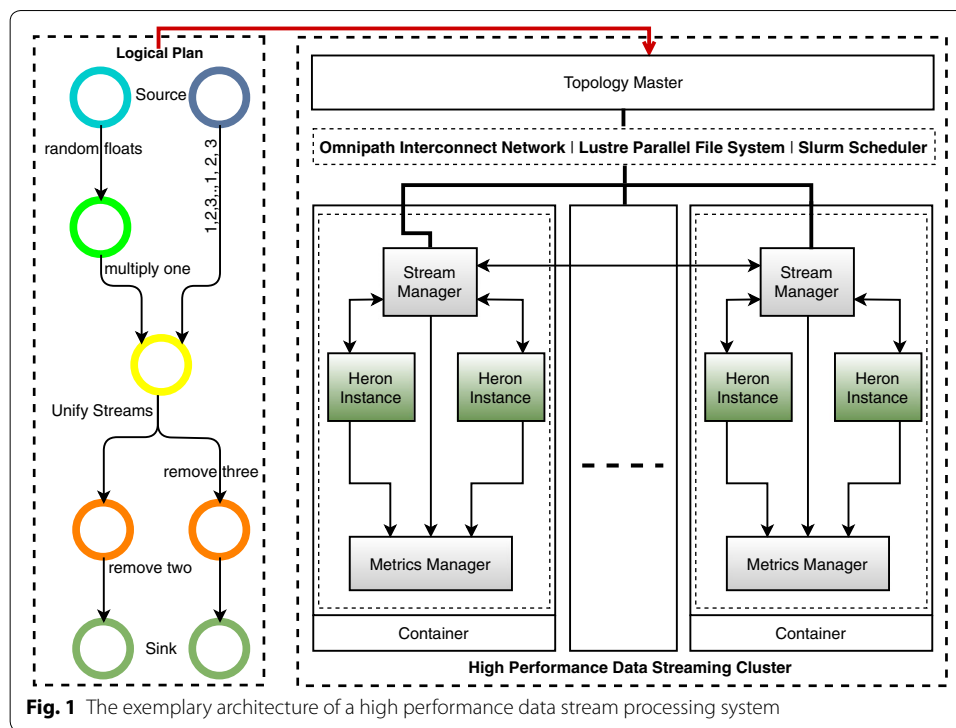 Logical Plan
Source
random floats
1,2,3,..,1, 2, 3
multiply one
Unify Streams
remove three
remove two
Sink
Topology Master
Omnipath Interconnect Network | Lustre Parallel File System | Slurm Scheduler
Stream
Manager
Heron
Instance
Heron
Instance
Metrics Manager
Container
Stream
Manager
Heron
Instance
Heron
Instance
Metrics Manager
Container
High Performance Data Streaming Cluster
Fig. 1 The exemplary architecture of a high performance data stream processing system